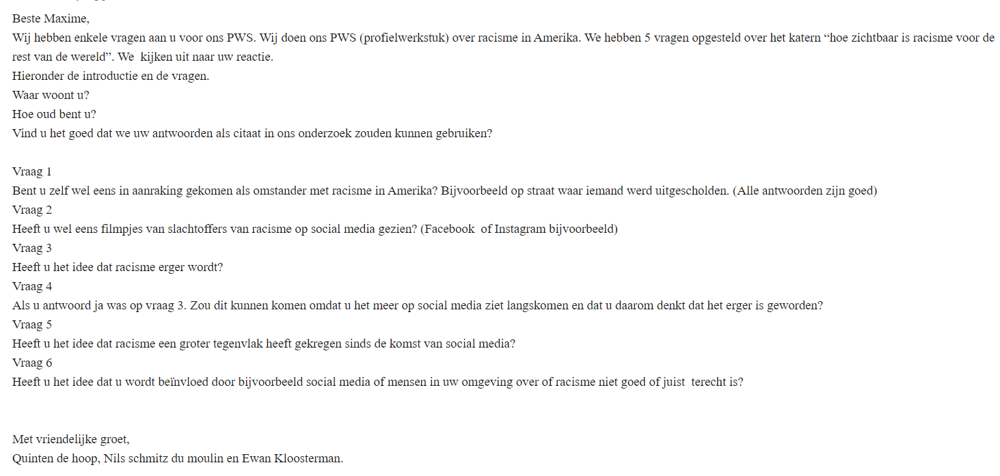 Beste Maxime,
Wij hebben enkele vragen aan u voor ons PWS. Wij doen ons PWS (profielwerkstuk) over racisme in Amerika. We hebben 5 vragen opgesteld over het katern “hoe zichtbaar is racisme voor de
rest van de wereld”. We  kijken uit naar uw reactie.
Hieronder de introductie en de vragen.
Waar woont u?
Hoe oud bent u?
Vind u het goed dat we uw antwoorden als citaat in ons onderzoek zouden kunnen gebruiken?
Vraag 1
Bent u zelf wel eens in aanraking gekomen als omstander met racisme in Amerika? Bijvoorbeeld op straat waar iemand werd uitgescholden. (Alle antwoorden zijn goed)
Vraag 2
Heeft u wel eens filmpjes van slachtoffers van racisme op social media gezien? (Facebook  of Instagram bijvoorbeeld)
Vraag 3
Heeft u het idee dat racisme erger wordt?
Vraag 4
Als u antwoord ja was op vraag 3. Zou dit kunnen komen omdat u het meer op social media ziet langskomen en dat u daarom denkt dat het erger is geworden?
Vraag 5
Heeft u het idee dat racisme een groter tegenvlak heeft gekregen sinds de komst van social media?
Vraag 6
Heeft u het idee dat u wordt beïnvloed door bijvoorbeeld social media of mensen in uw omgeving over of racisme niet goed of juist  terecht is?
Met vriendelijke groet,
Quinten de hoop, Nils schmitz du moulin en Ewan Kloosterman.